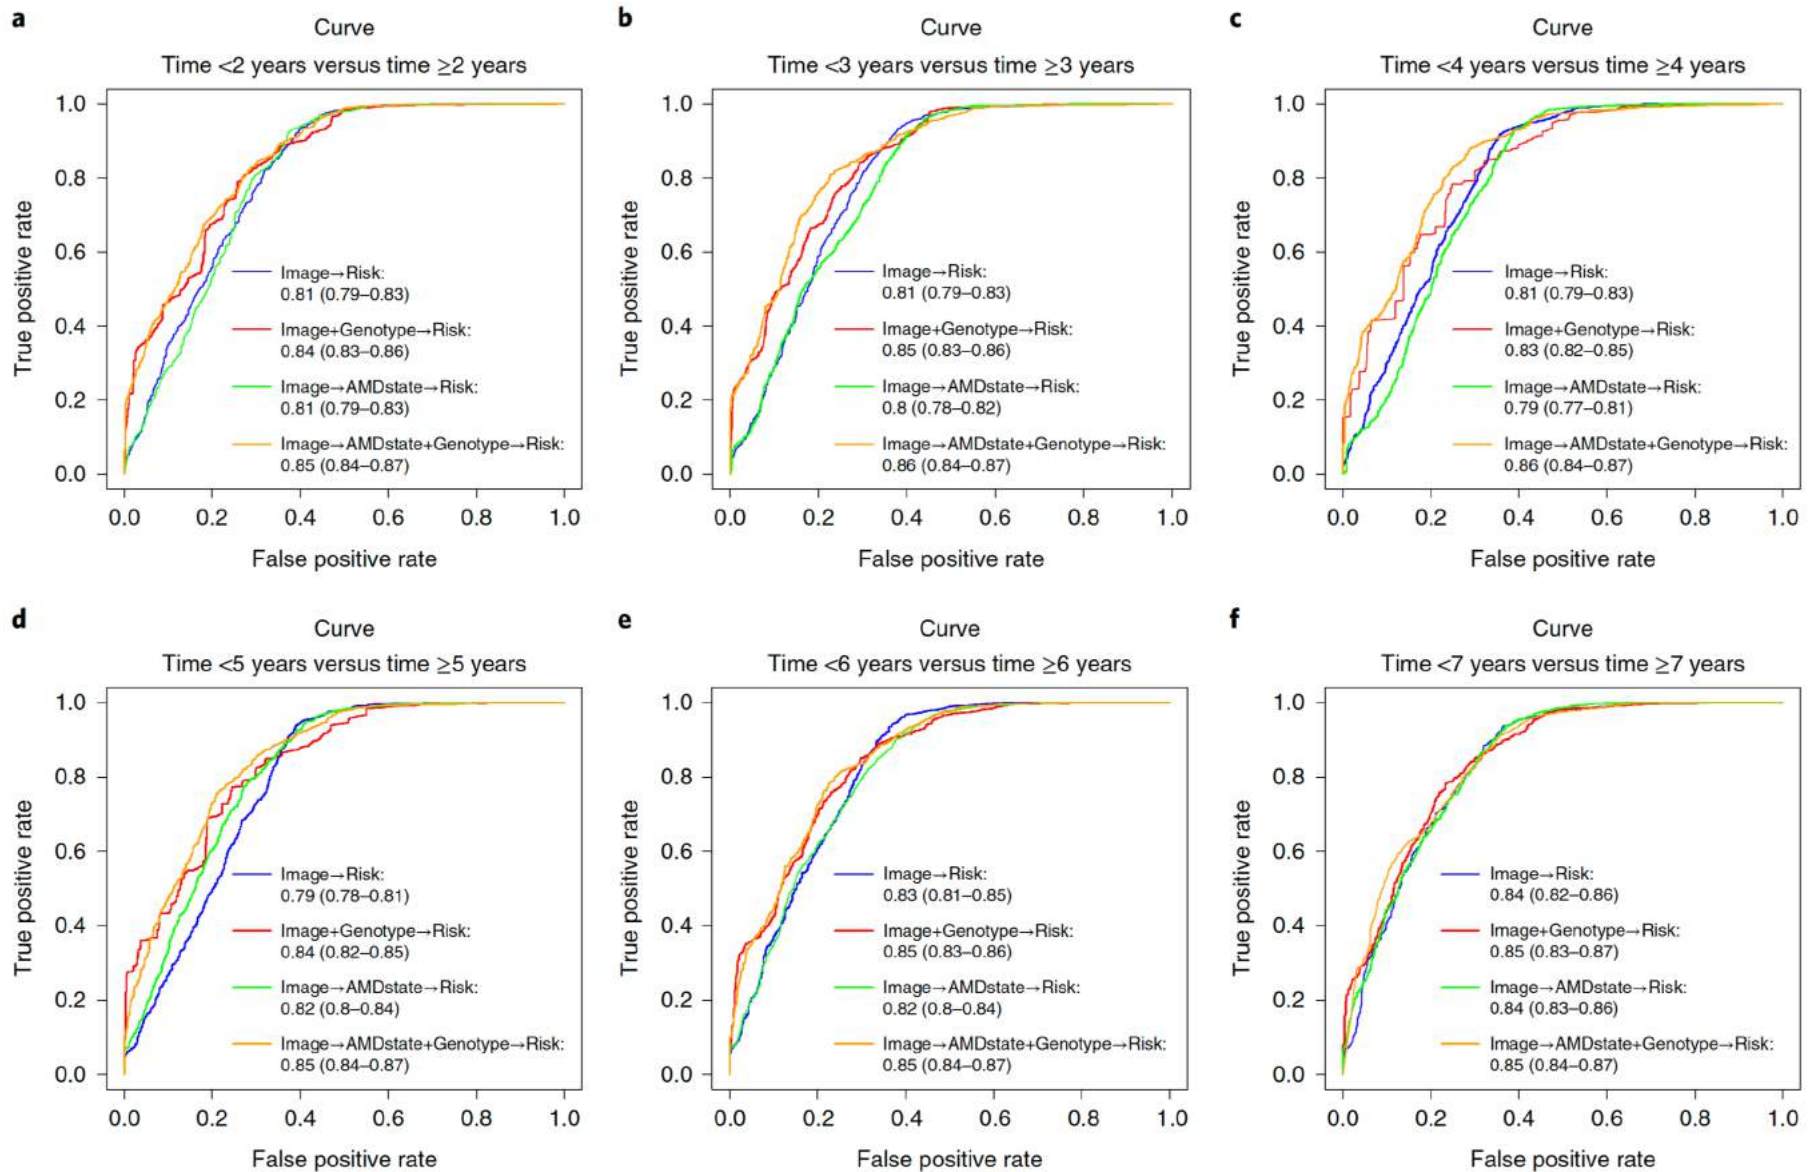 a
Curve
Time <2 years versus time ≥2 years
True positive rate
1.0
0.8
0.6
0.4
0.2
0.0
Image→Risk:
0.81 (0.79–0.83)
Image+Genotype→Risk:
0.84 (0.83–0.86)
Image→AMDstate→Risk:
0.81 (0.79–0.83)
Image→AMDstate+Genotype→Risk:
0.85 (0.84–0.87)
0.0 0.2 0.4 0.6 0.8 1.0
False positive rate
b
Curve
Time <3 years versus time ≥3 years
True positive rate
1.0
0.8
0.6
0.4
0.2
0.0
Image→Risk:
0.81 (0.79–0.83)
Image+Genotype→Risk:
0.85 (0.83–0.86)
Image→AMDstate→Risk:
0.8 (0.78–0.82)
Image→AMDstate+Genotype→Risk:
0.86 (0.84–0.87)
0.0 0.2 0.4 0.6 0.8 1.0
False positive rate
c
Curve
Time <4 years versus time ≥4 years
True positive rate
1.0
0.8
0.6
0.4
0.2
0.0
Image→Risk:
0.81 (0.79–0.83)
Image+Genotype→Risk:
0.83 (0.82–0.85)
Image→AMDstate→Risk:
0.79 (0.77–0.81)
Image→AMDstate+Genotype→Risk:
0.86 (0.84–0.87)
0.0 0.2 0.4 0.6 0.8 1.0
False positive rate
d
Curve
Time <5 years versus time ≥5 years
True positive rate
1.0
0.8
0.6
0.4
0.2
0.0
Image→Risk:
0.79 (0.78–0.81)
Image+Genotype→Risk:
0.84 (0.82–0.85)
Image→AMDstate→Risk:
0.82 (0.8–0.84)
Image→AMDstate+Genotype→Risk:
0.85 (0.84–0.87)
0.0 0.2 0.4 0.6 0.8 1.0
False positive rate
e
Curve
Time <6 years versus time ≥6 years
True positive rate
1.0
0.8
0.6
0.4
0.2
0.0
Image→Risk:
0.83 (0.81–0.85)
Image+Genotype→Risk:
0.85 (0.83–0.86)
Image→AMDstate→Risk:
0.82 (0.8–0.84)
Image→AMDstate+Genotype→Risk:
0.85 (0.84–0.87)
0.0 0.2 0.4 0.6 0.8 1.0
False positive rate
f
Curve
Time <7 years versus time ≥7 years
True positive rate
1.0
0.8
0.6
0.4
0.2
0.0
Image→Risk:
0.84 (0.82–0.86)
Image+Genotype→Risk:
0.85 (0.83–0.87)
Image→AMDstate→Risk:
0.84 (0.83–0.86)
Image→AMDstate+Genotype→Risk:
0.85 (0.84–0.87)
0.0 0.2 0.4 0.6 0.8 1.0
False positive rate